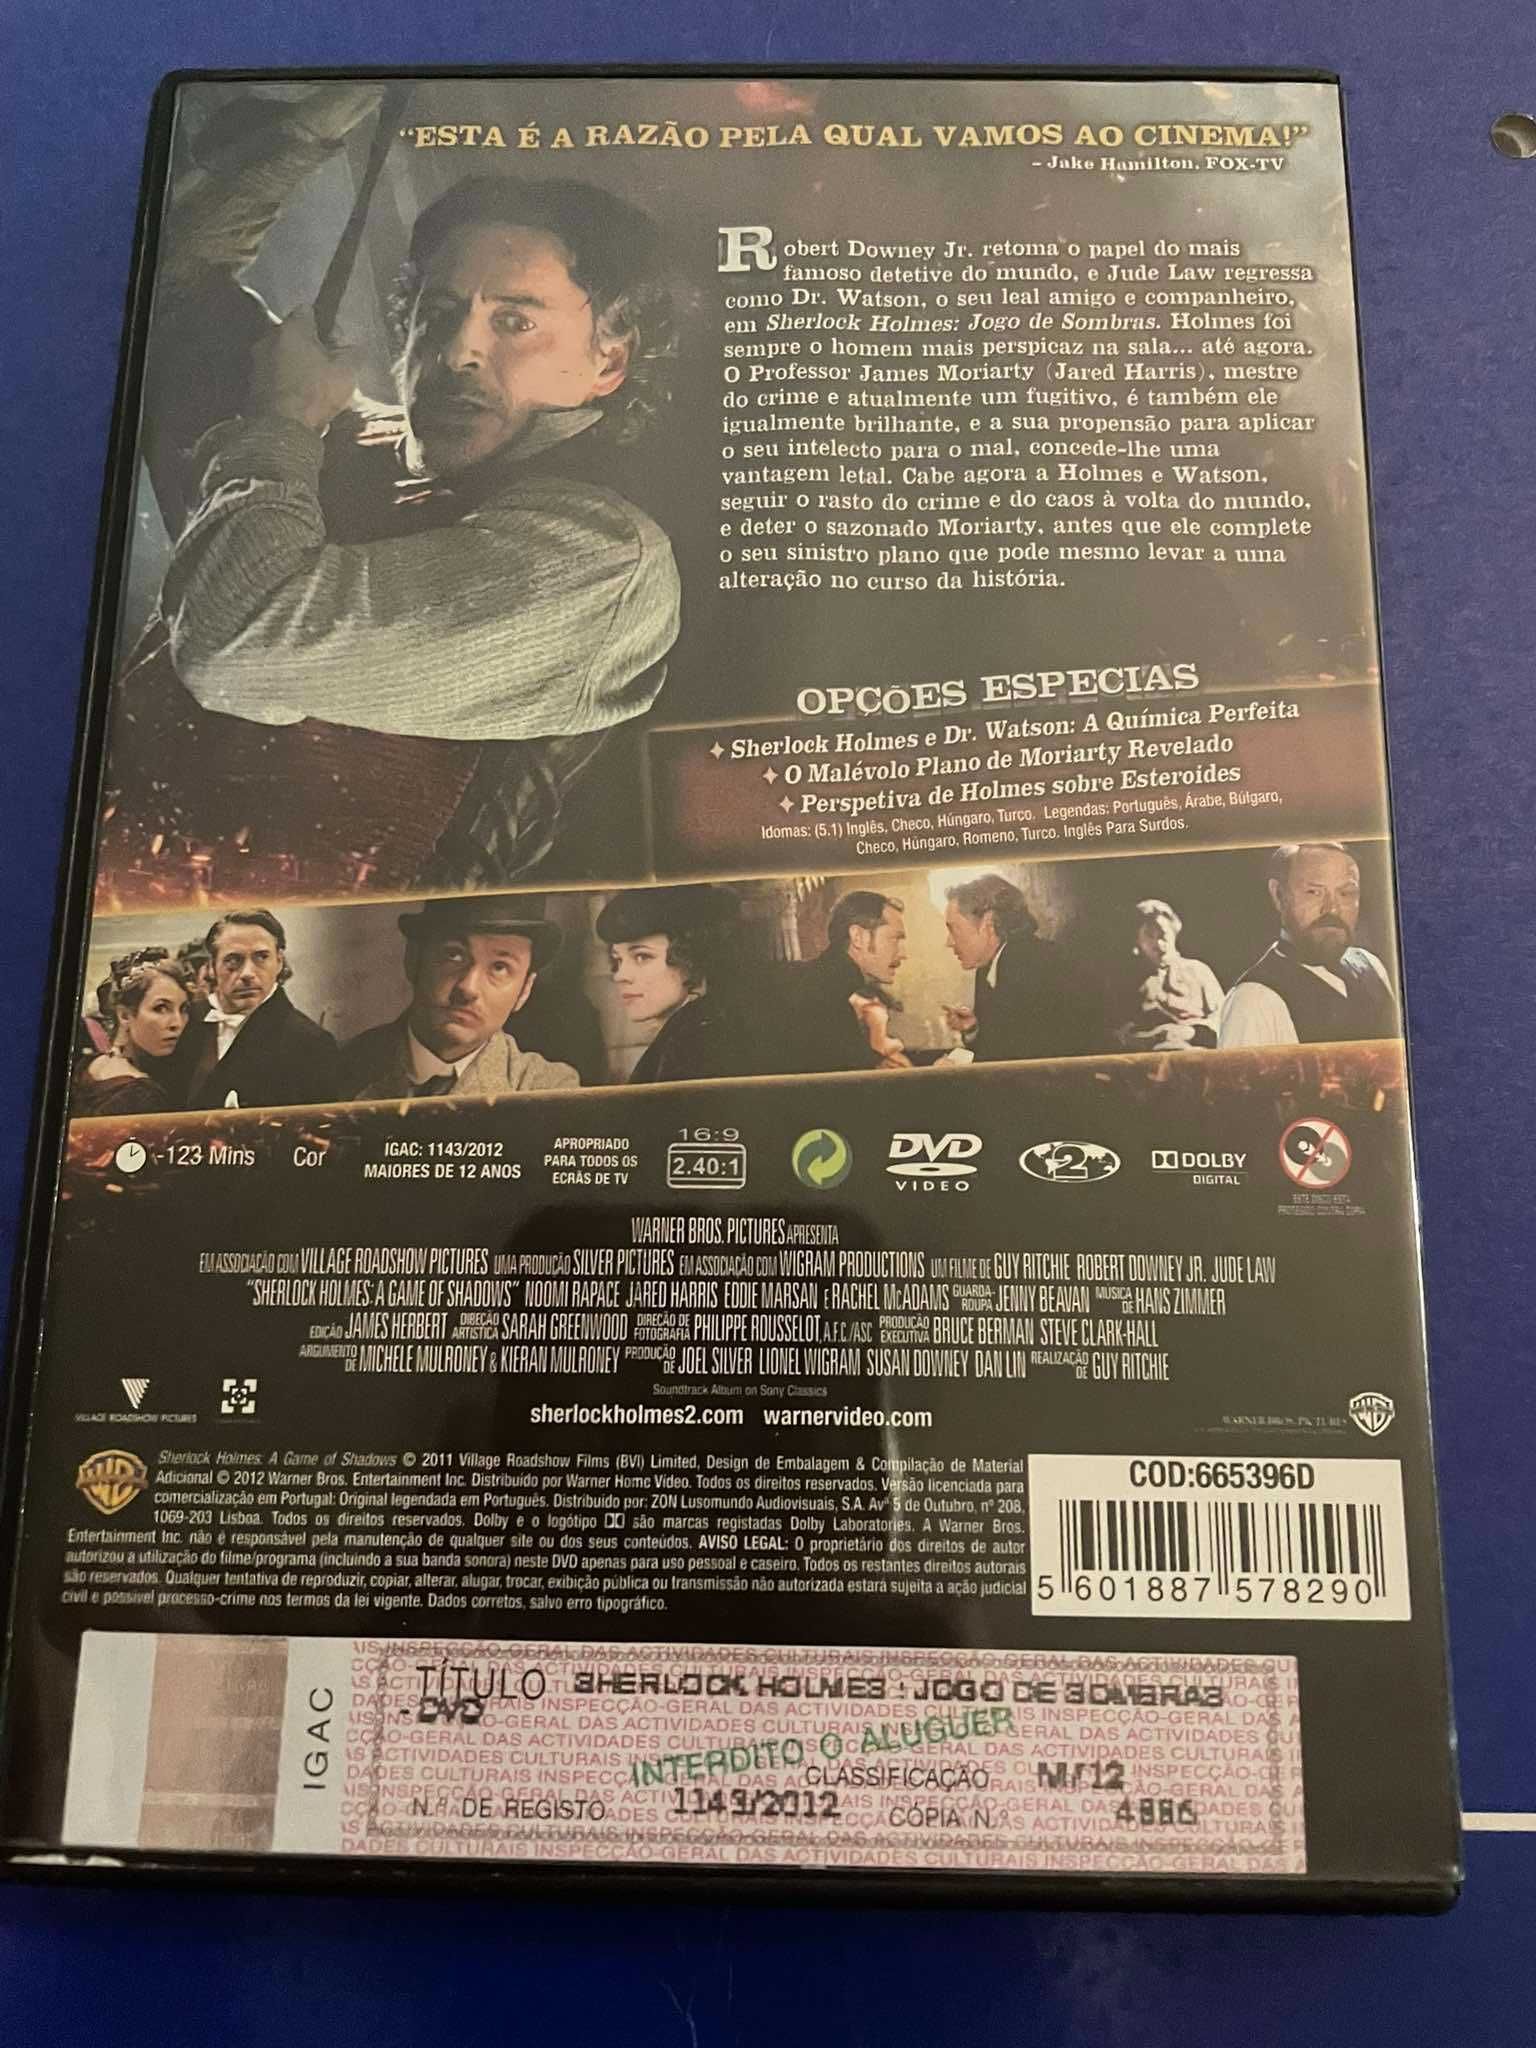 “ESTA É A RAZÃO PELA QUAL VAMOS AO CINEMA!”
– Jake Hamilton, FOX-TV
Robert Downey Jr. retoma o papel do mais
famoso detetive do mundo, e Jude Law regressa
como Dr. Watson, o seu leal amigo e companheiro,
em Sherlock Holmes: Jogo de Sombras. Holmes foi
sempre o homem mais perspicaz na sala... até agora.
O Professor James Moriarty (Jared Harris), mestre
do crime e atualmente um fugitivo, é também ele
igualmente brilhante, e a sua propensão para aplicar
o seu intelecto para o mal, concede-lhe uma
vantagem letal. Cabe agora a Holmes e Watson,
seguir o rasto do crime e do caos à volta do mundo,
e deter o sazonado Moriarty, antes que ele complete
o seu sinistro plano que pode mesmo levar a uma
alteração no curso da história.
OPÇÕES ESPECIAS
Sherlock Holmes e Dr. Watson: A Química Perfeita
O Malévolo Plano de Moriarty Revelado
Perspetiva de Holmes sobre Esteroides
Idomas: (5.1) Inglês, Checo, Húngaro, Turco. Legendas: Português, Árabe, Búlgaro,
Checo, Húngaro, Romeno, Turco. Inglês Para Surdos.
-123 Mins
Cor
IGAC: 1143/2012
MAIORES DE 12 ANOS
APROPRIADO
PARA TODOS OS
ECRÃS DE TV
16:9
2.40:1
DVD
VIDEO
2
DOLBY
DIGITAL
ESTE DISCO ESTÁ
PROTEGIDO CONTRA COPIA
WARNER BROS. PICTURES APRESENTA
EM ASSOCIAÇÃO COM VILLAGE ROADSHOW PICTURES UMA PRODUÇÃO SILVER PICTURES EM ASSOCIAÇÃO COM WIGRAM PRODUCTIONS UM FILME DE GUY RITCHIE ROBERT DOWNEY JR. JUDE LAW
“SHERLOCK HOLMES: A GAME OF SHADOWS” NOOMI RAPACE JARED HARRIS EDDIE MARSAN E RACHEL McADAMS GUARDA-ROUPA JENNY BEAVAN MUSICA DE HANS ZIMMER
EDIÇÃO JAMES HERBERT DIREÇÃO ARTISTICA SARAH GREENWOOD DIREÇÃO DE FOTOGRAFIA PHILIPPE ROUSSELOT, A.F.C./ASC PRODUÇÃO EXECUTIVA BRUCE BERMAN STEVE CLARK-HALL
ARGUMENTO DE MICHELE MULRONEY & KIERAN MULRONEY PRODUÇÃO DE JOEL SILVER LIONEL WIGRAM SUSAN DOWNEY DAN LIN REALIZAÇÃO DE GUY RITCHIE
Soundtrack Album on Sony Classics
VILLAGE ROADSHOW PICTURES
sherlockholmes2.com warnervideo.com
WARNER BROS. PICTURES
Sherlock Holmes: A Game of Shadows © 2011 Village Roadshow Films (BVI) Limited, Design de Embalagem & Compilação de Material
Adicional © 2012 Warner Bros. Entertainment Inc. Distribuído por Warner Home Vídeo. Todos os direitos reservados. Versão licenciada para
comercialização em Portugal: Original legendada em Português. Distribuído por: ZON Lusomundo Audiovisuais, S.A. Avª 5 de Outubro, nº 208,
1069-203 Lisboa. Todos os direitos reservados. Dolby e o logótipo são marcas registadas Dolby Laboratories. A Warner Bros.
Entertainment Inc. não é responsável pela manutenção de qualquer site ou dos seus conteúdos. AVISO LEGAL: O proprietário dos direitos de autor
autorizou a utilização do filme/programa (incluindo a sua banda sonora) neste DVD apenas para uso pessoal e caseiro. Todos os restantes direitos autorais
são reservados. Qualquer tentativa de reproduzir, copiar, alterar, alugar, trocar, exibição pública ou transmissão não autorizada estará sujeita a ação judicial
civil e possível processo-crime nos termos da lei vigente. Dados corretos, salvo erro tipográfico.
COD:665396D
5 601887 578290
IGAC
TÍTULO SHERLOCK HOLMES : JOGO DE SOMBRAS
- DVD
INTERDITO O ALUGUER
CLASSIFICAÇÃO M/12
N.º DE REGISTO 1143/2012 CÓPIA N.º 4886